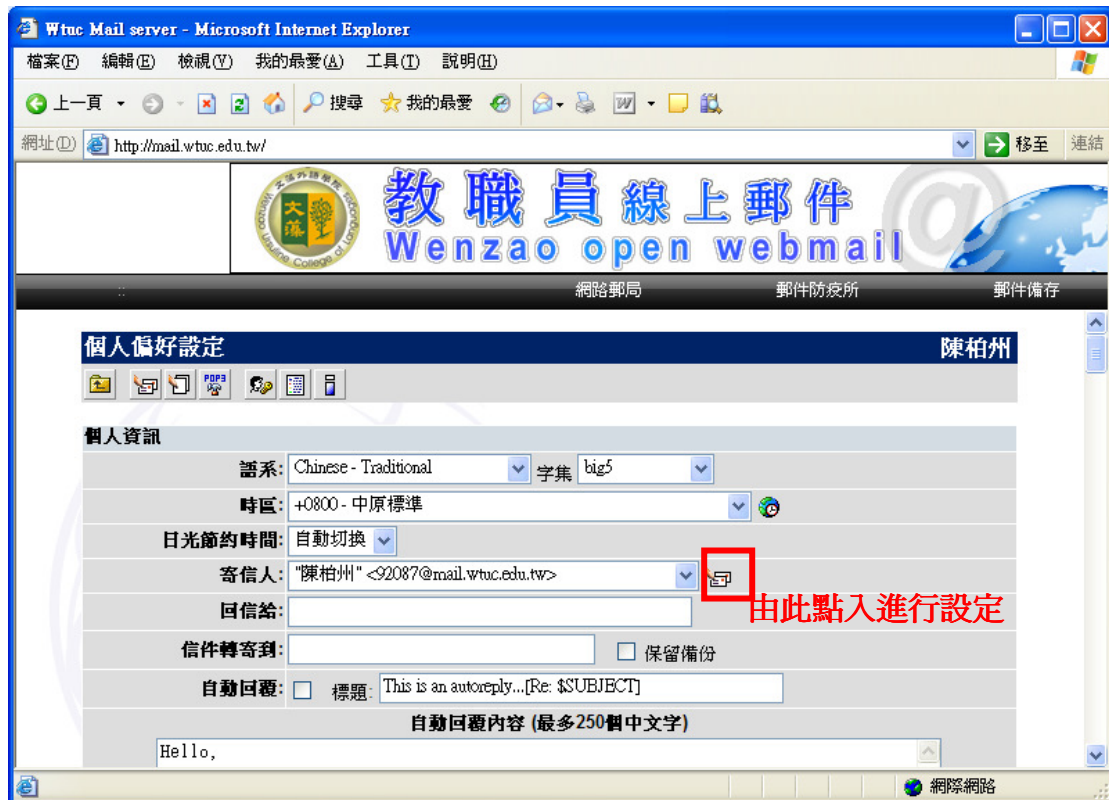 Wtuc Mail server - Microsoft Internet Explorer
檔案(F) 編輯(E) 檢視(V) 我的最愛(A) 工具(T) 說明(H)
上一頁 搜尋 我的最愛
網址(D) http://mail.wtuc.edu.tw/ 移至 連結
教職員線上郵件
Wenzao open webmail
:: 網路郵局 郵件防疫所 郵件備存
個人偏好設定 陳柏州
POP3
個人資訊
語系: Chinese - Traditional 字集 big5
時區: +0800 - 中原標準
日光節約時間: 自動切換
寄信人: "陳柏州" <92087@mail.wtuc.edu.tw>
由此點入進行設定
回信給:
信件轉寄到: 保留備份
自動回覆: 標題: This is an autoreply...[Re: $SUBJECT]
自動回覆內容 (最多250個中文字)
Hello,
網際網路